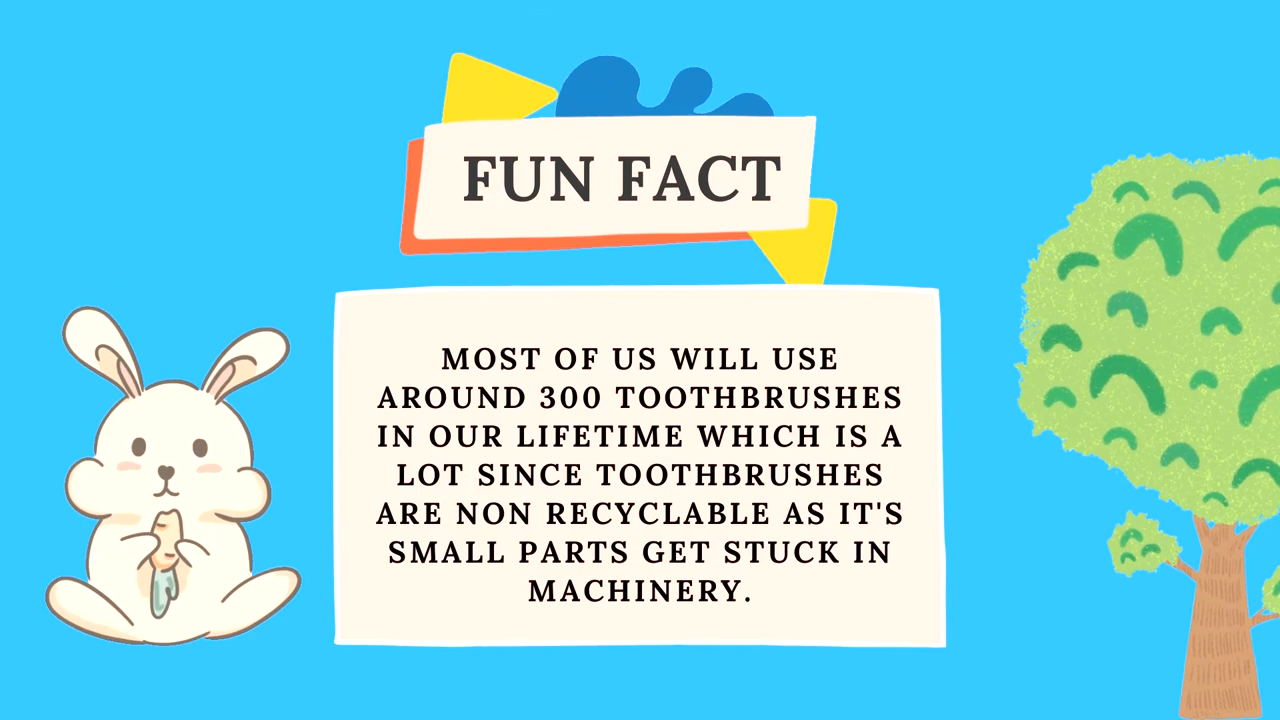 FUN FACT
MOST OF US WILL USE
AROUND 300 TOOTHBRUSHES
IN OUR LIFETIME WHICH IS A
LOT SINCE TOOTHBRUSHES
ARE NON RECYCLABLE AS IT'S
SMALL PARTS GET STUCK IN
MACHINERY.